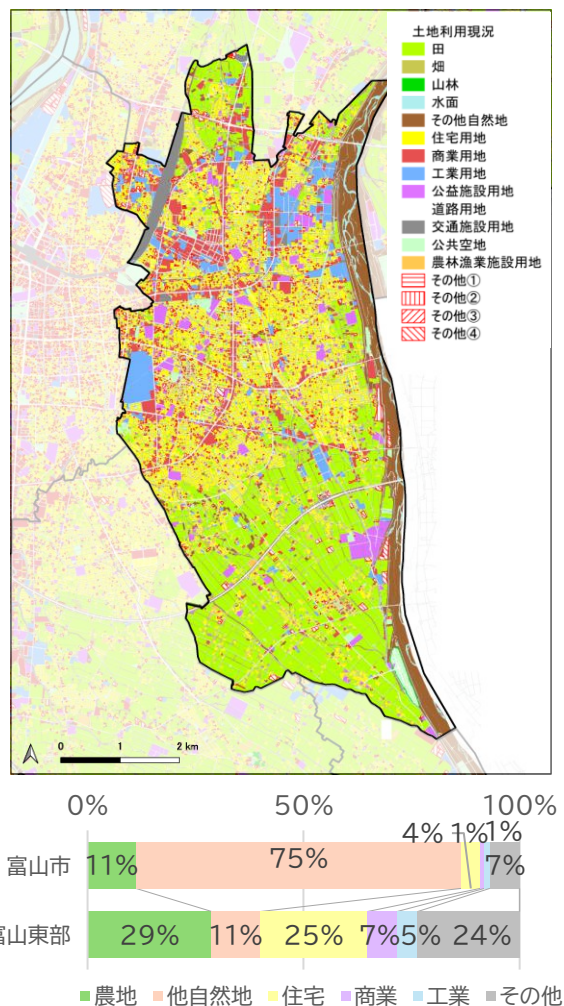 土地利用現況
田
畑
山林
水面
その他自然地
住宅用地
商業用地
工業用地
公益施設用地
道路用地
交通施設用地
公共空地
農林漁業施設用地
その他①
その他②
その他③
その他④
0 1 2 km
0% 50% 100%
4% 1% 1%
富山市 11% 75% 7%
富山東部 29% 11% 25% 7% 5% 24%
農地 他自然地 住宅 商業 工業 その他